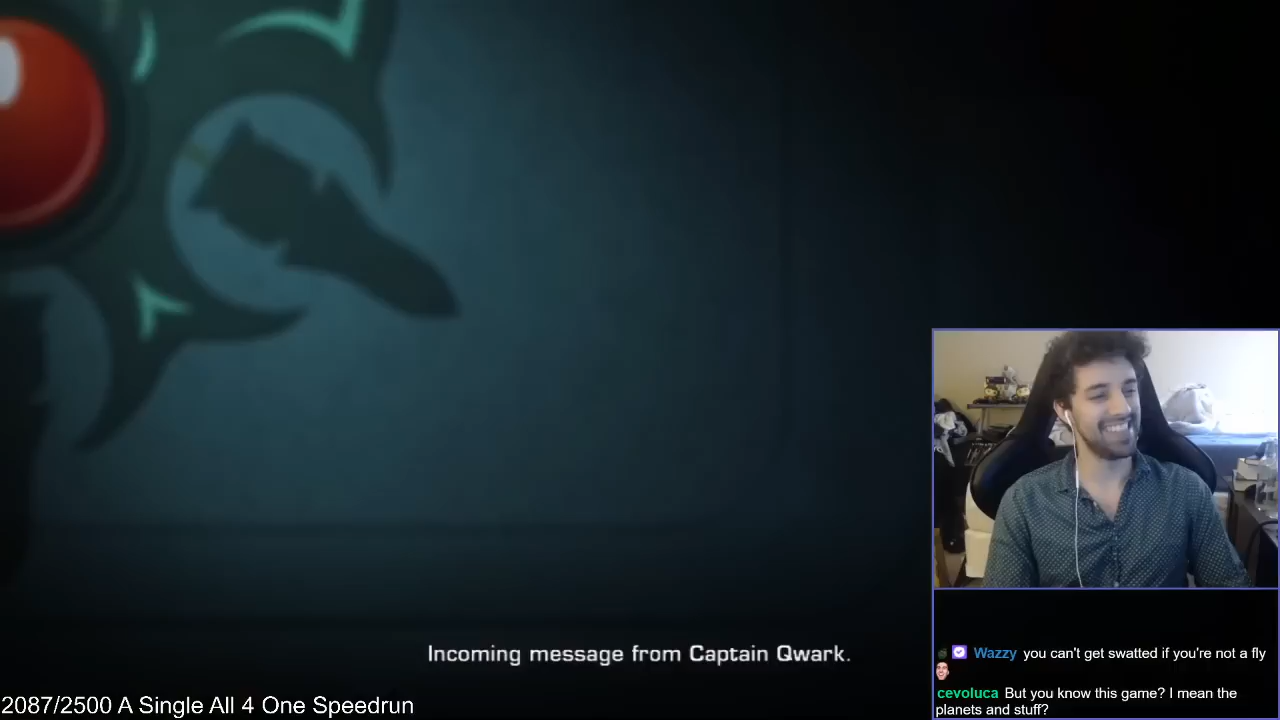 Incoming message from Captain Qwark.
2087/2500 A Single All 4 One Speedrun
Wazzy you can't get swatted if you're not a fly
cevoluca But you know this game? I mean the
planets and stuff?